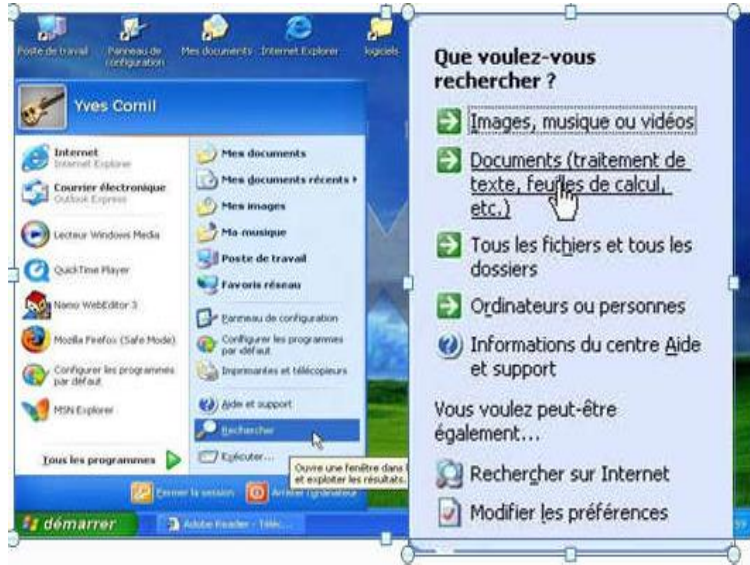 Poste de travail
Panneau de
configuration
Mes documents
Internet Explorer
logiciels
Yves Cornil
Internet
Internet Explorer
Courrier électronique
Outlook Express
Lecteur Windows Media
QuickTime Player
Namo WebEditor 3
Mozilla Firefox (Safe Mode)
Configurer les programmes
par défaut
MSN Explorer
Tous les programmes
Mes documents
Mes documents récents
Mes images
Ma musique
Poste de travail
Favoris réseau
Panneau de configuration
Configurer les programmes
par défaut
Imprimantes et télécopieurs
Aide et support
Rechercher
Exécuter...
Ouvre une fenêtre dans
et exploiter les résultats.
Fermer la session
Arrêter l'ordinateur
démarrer
Adobe Reader - Téléc...
Que voulez-vous
rechercher ?
Images, musique ou vidéos
Documents (traitement de
texte, feuilles de calcul,
etc.)
Tous les fichiers et tous les
dossiers
Ordinateurs ou personnes
Informations du centre Aide
et support
Vous voulez peut-être
également...
Rechercher sur Internet
Modifier les préférences